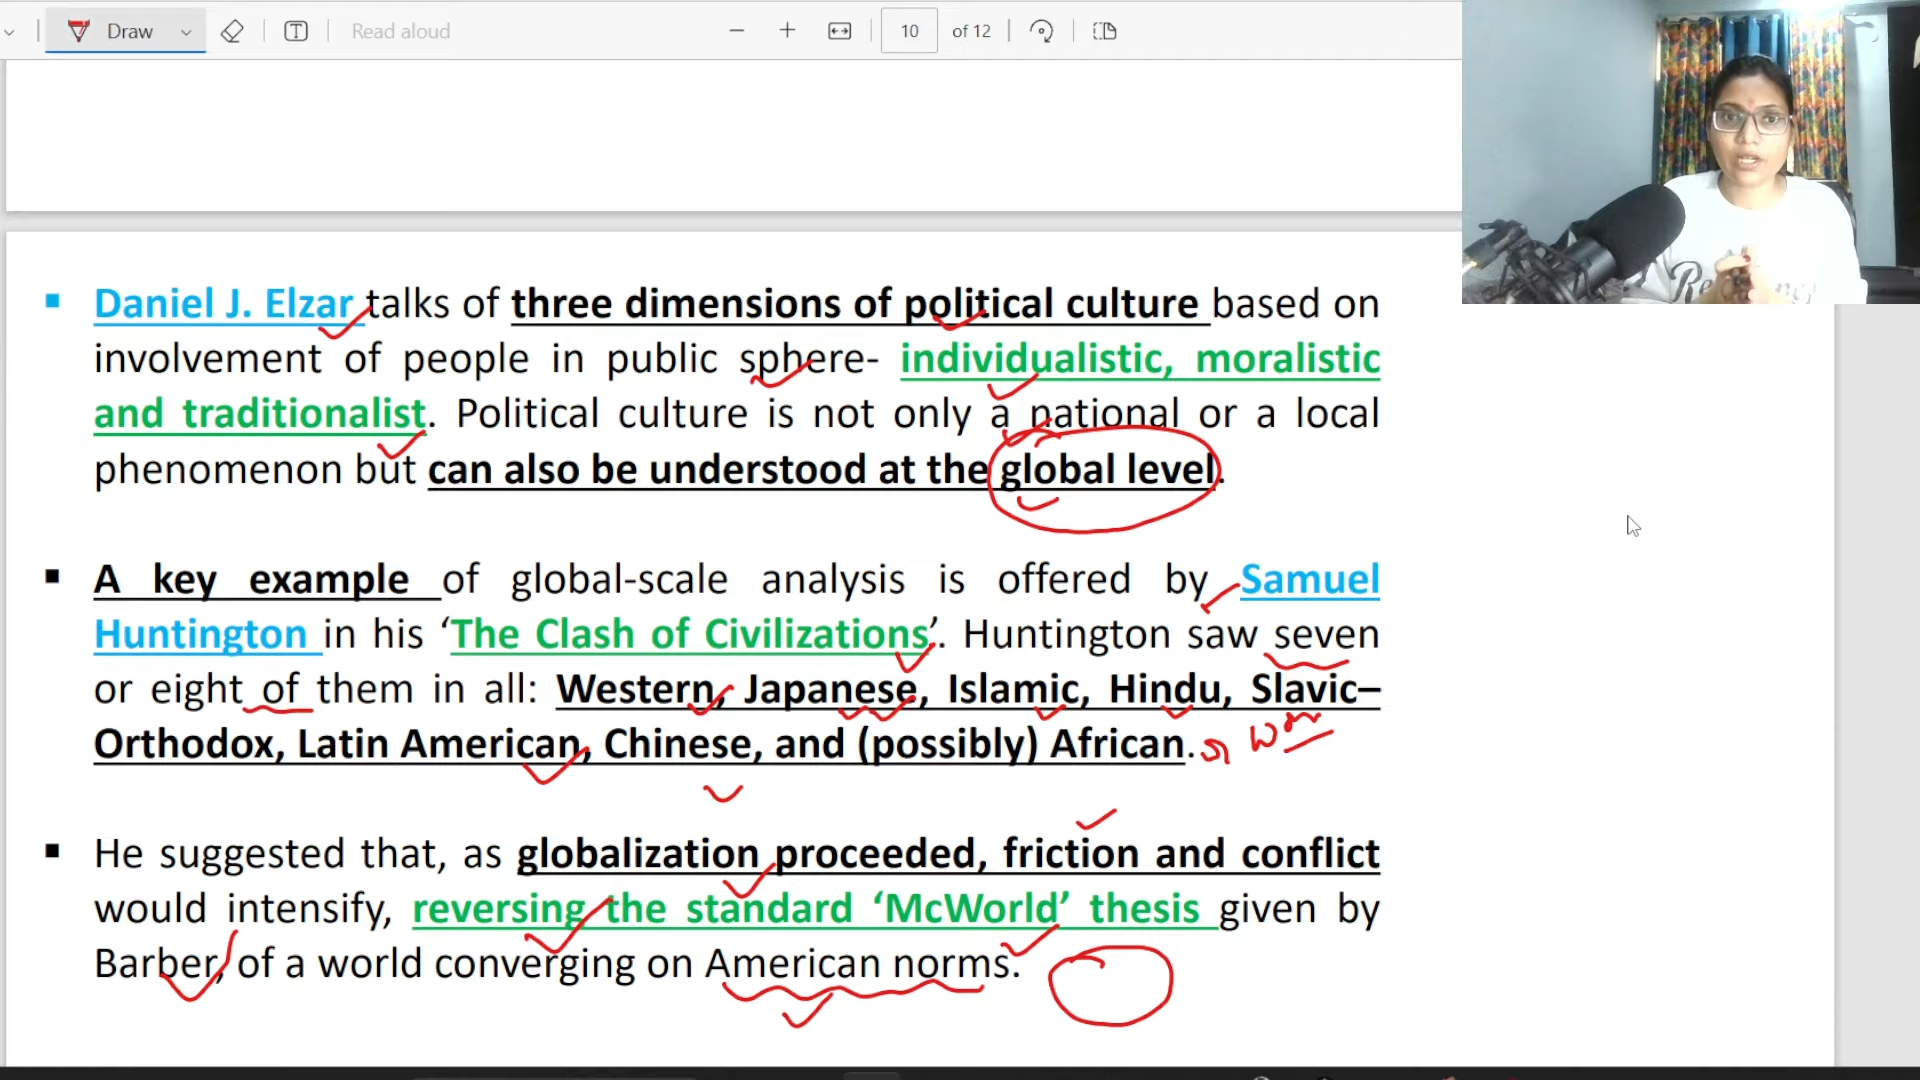 Draw
Read aloud
10 of 12
Daniel J. Elzar talks of three dimensions of political culture based on
involvement of people in public sphere- individualistic, moralistic
and traditionalist. Political culture is not only a national or a local
phenomenon but can also be understood at the global level.
A key example of global-scale analysis is offered by Samuel
Huntington in his ‘The Clash of Civilizations’. Huntington saw seven
or eight of them in all: Western, Japanese, Islamic, Hindu, Slavic–
Orthodox, Latin American, Chinese, and (possibly) African.
He suggested that, as globalization proceeded, friction and conflict
would intensify, reversing the standard ‘McWorld’ thesis given by
Barber, of a world converging on American norms.